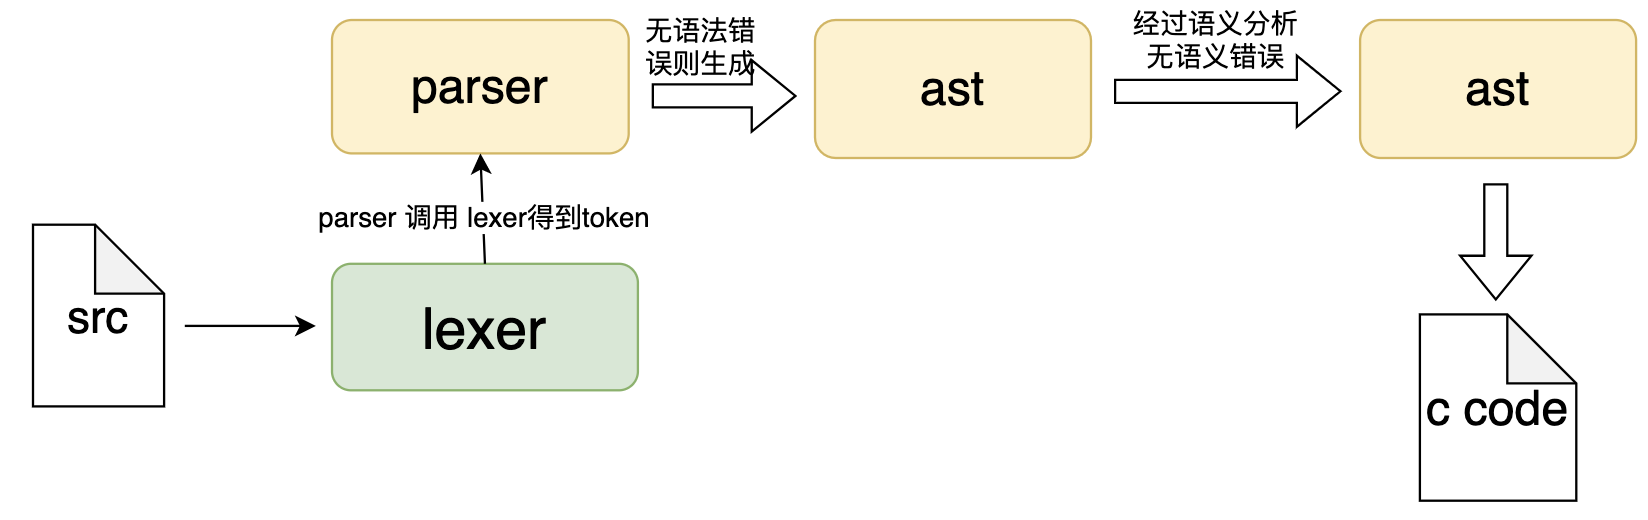 parser
无语法错
误则生成
ast
经过语义分析
无语义错误
ast
parser 调用 lexer得到token
src
lexer
c code